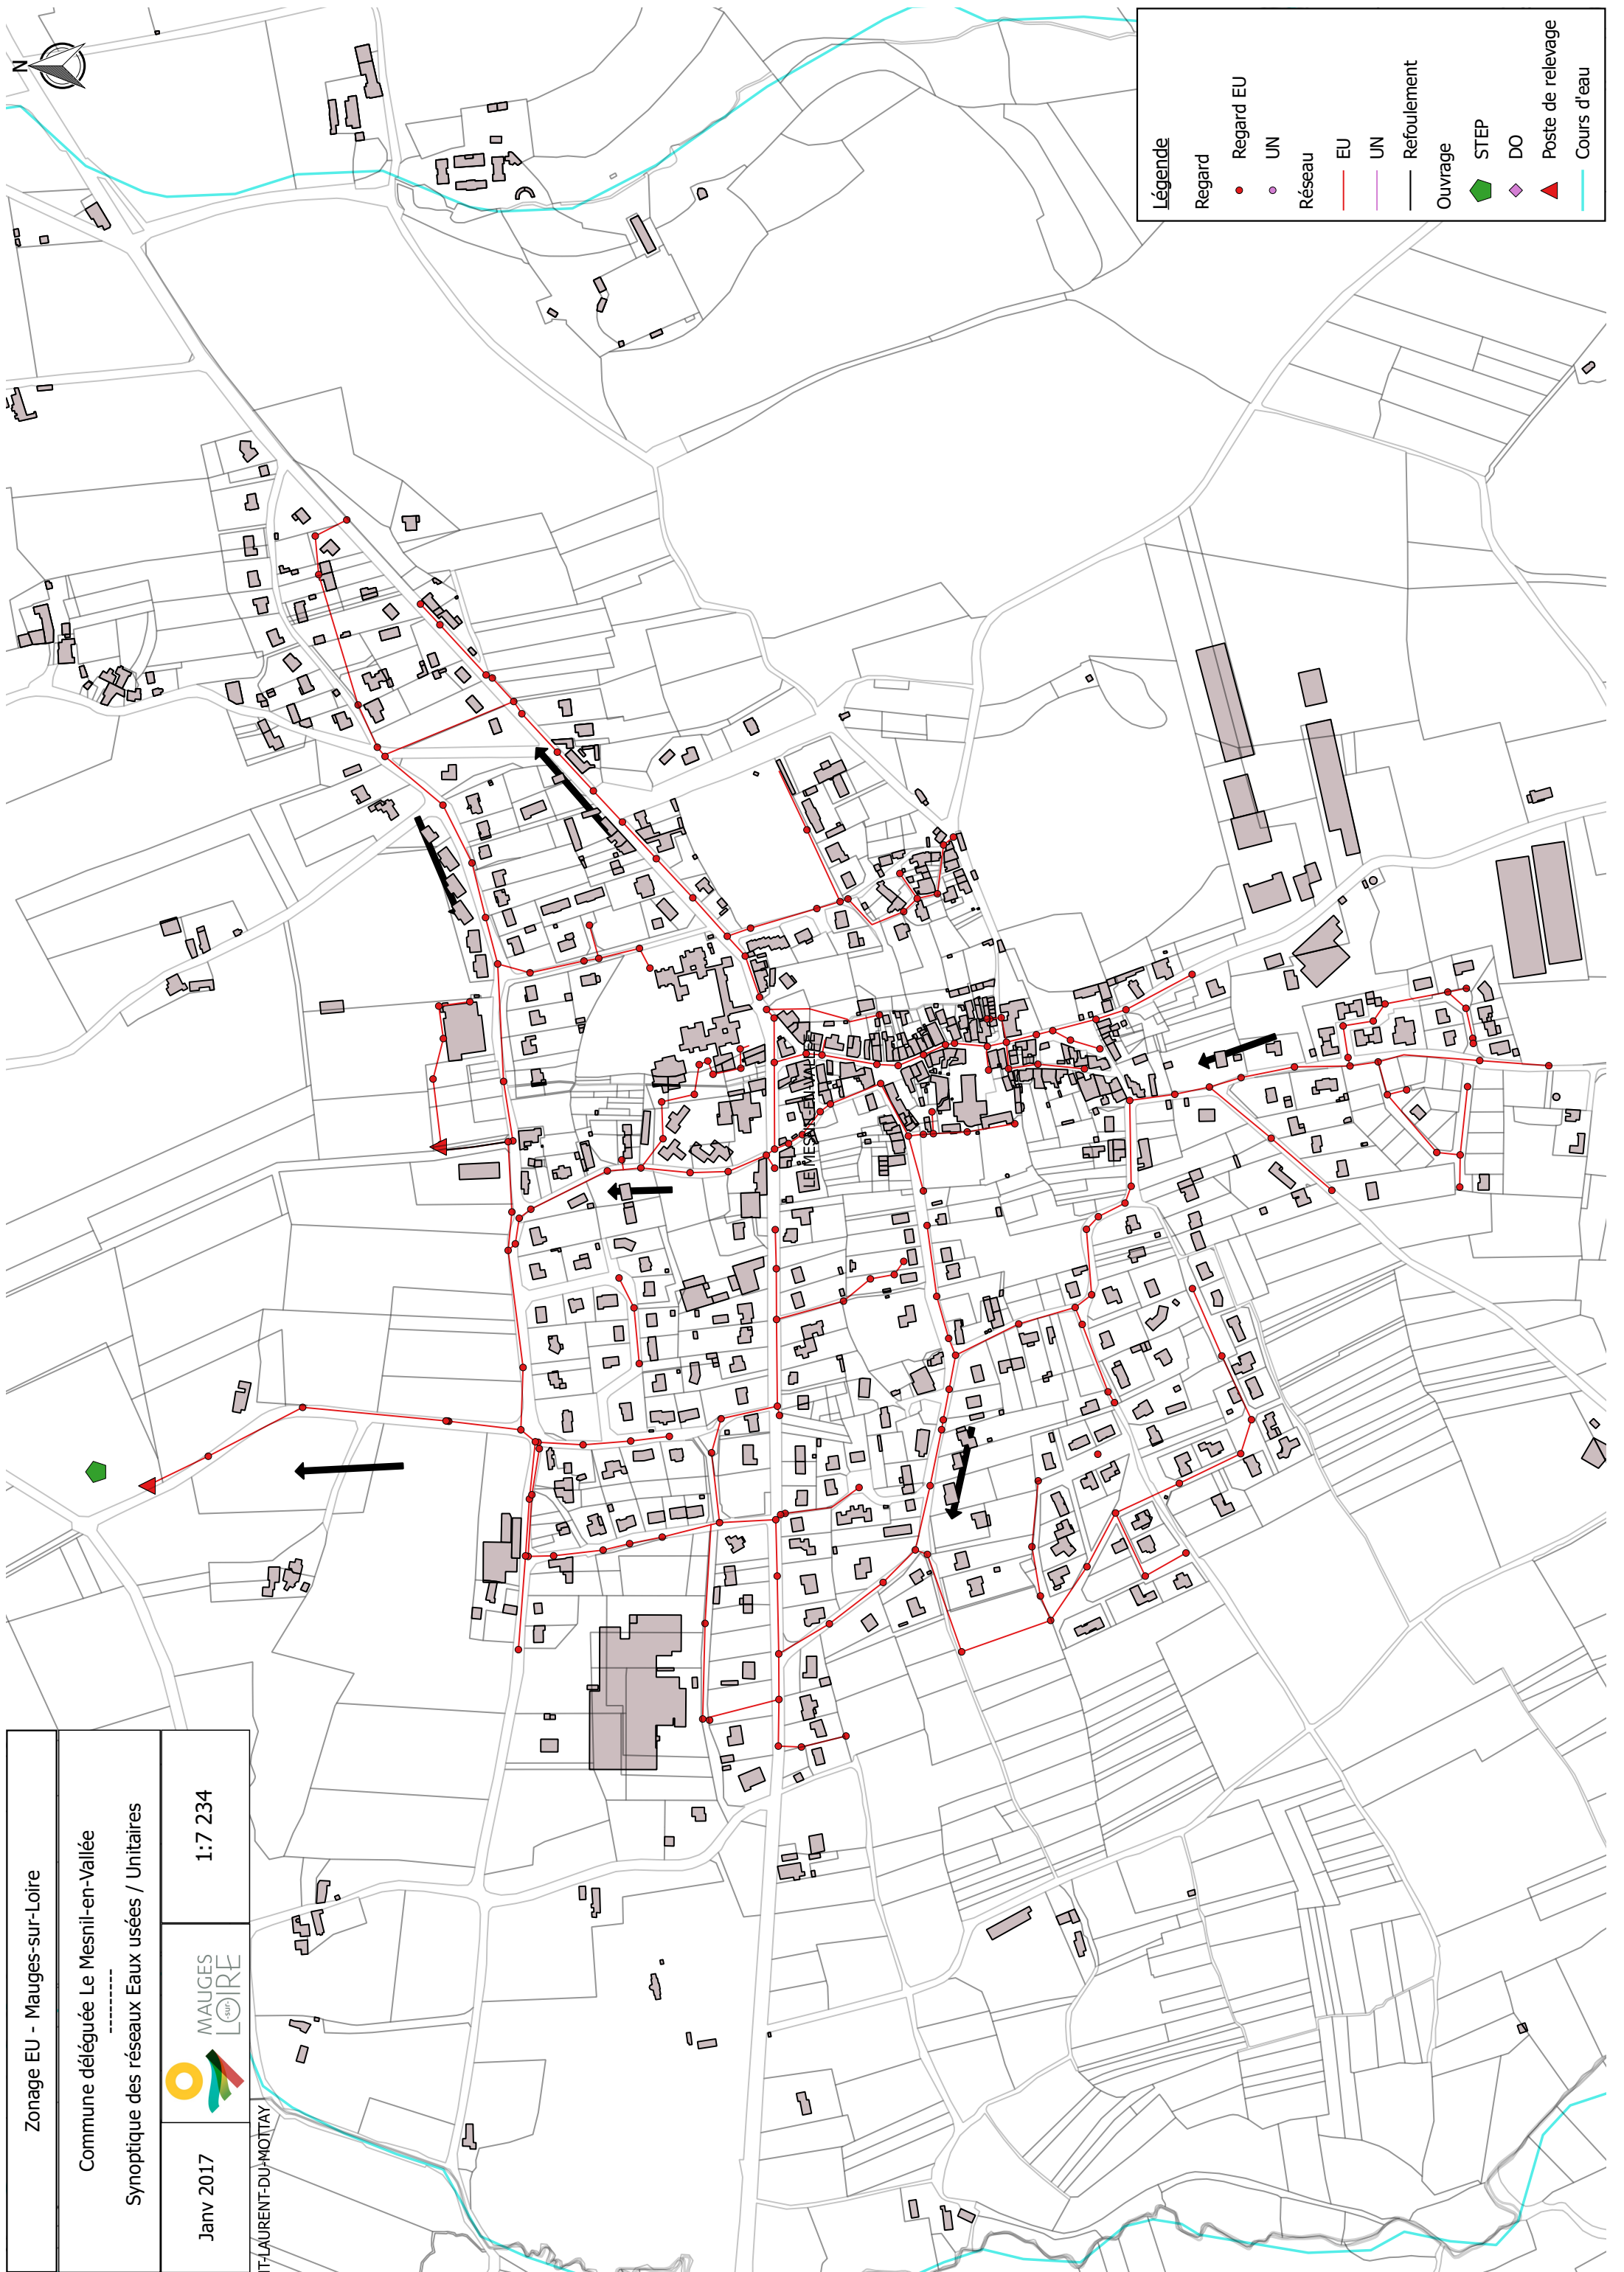 Zonage EU - Mauges-sur-Loire
Commune déléguée Le Mesnil-en-Vallée
---------
Synoptique des réseaux Eaux usées / Unitaires
Janv 2017
MAUGES
sur
LOIRE
1:7 234
T-LAURENT-DU-MOTTAY
LE MESNIL-EN-VALLEE
N
Légende
Regard
Regard EU
UN
Réseau
EU
UN
Refoulement
Ouvrage
STEP
DO
Poste de relevage
Cours d'eau